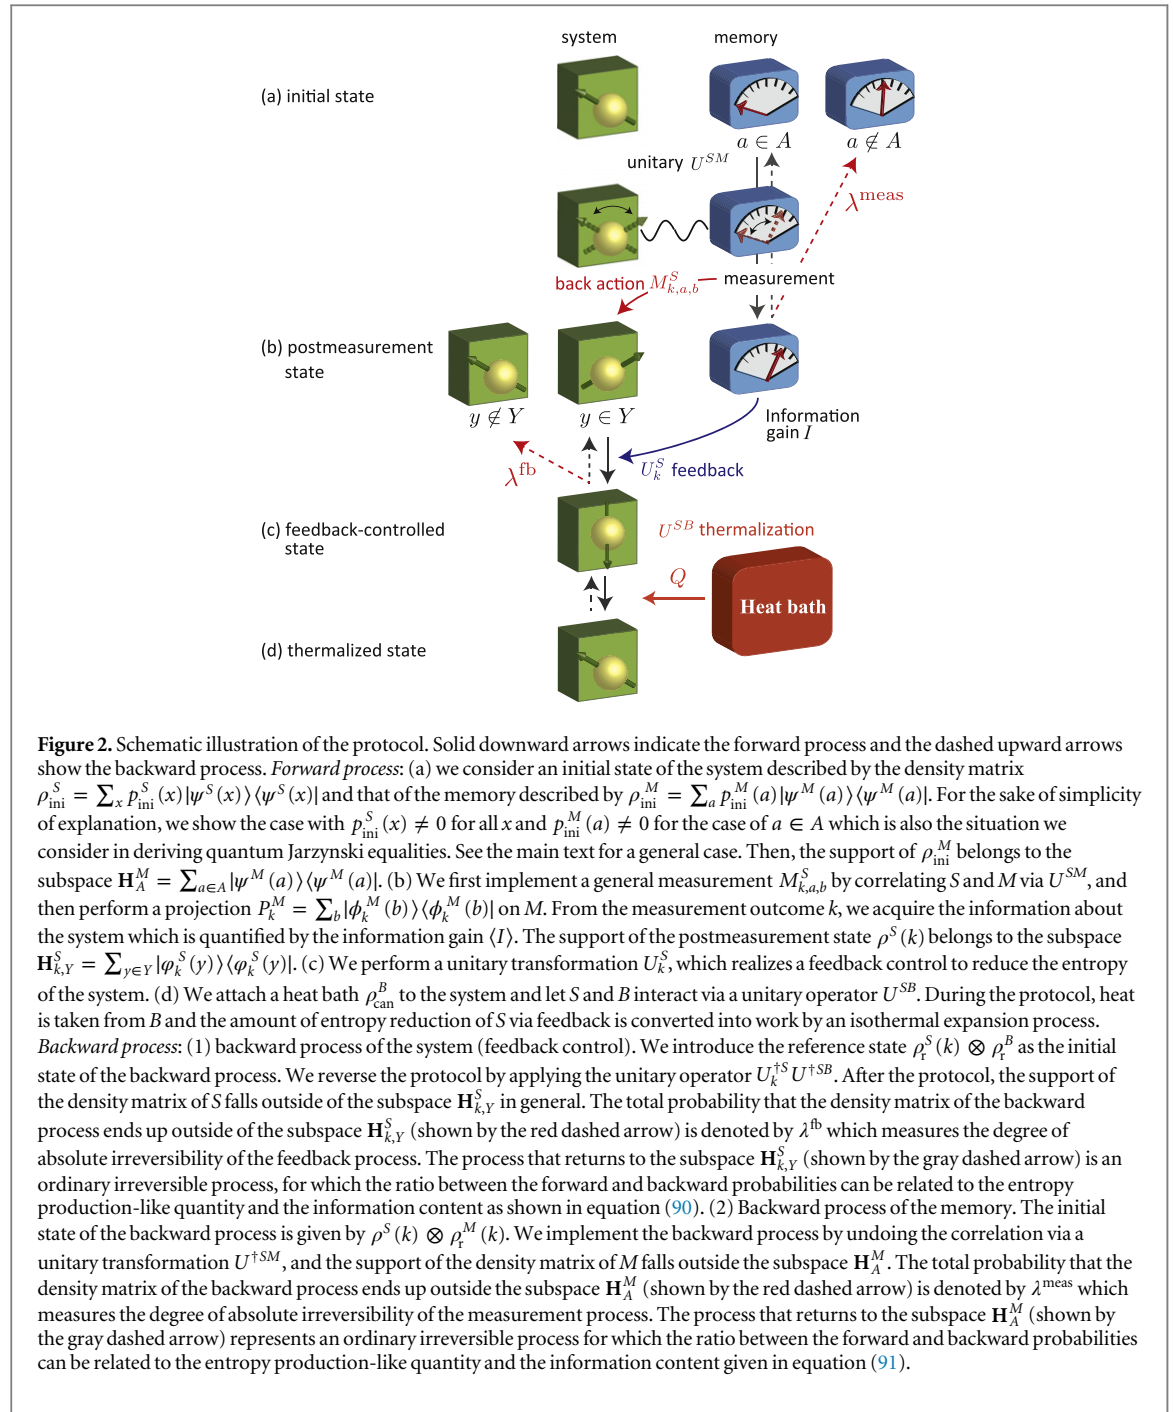 system memory
(a) initial state
a ∈ A a ∉ A
unitary U^{SM}
λ^{meas}
back action M^S_{k,a,b} measurement
(b) postmeasurement
state
y ∉ Y y ∈ Y
Information
gain I
λ^{fb} U^S_k feedback
(c) feedback-controlled
state
U^{SB} thermalization
Q
Heat bath
(d) thermalized state
Figure 2. Schematic illustration of the protocol. Solid downward arrows indicate the forward process and the dashed upward arrows
show the backward process. Forward process: (a) we consider an initial state of the system described by the density matrix
ρ^S_{ini} = ∑_x p^S_{ini}(x)|ψ^S(x)⟩⟨ψ^S(x)| and that of the memory described by ρ^M_{ini} = ∑_a p^M_{ini}(a)|ψ^M(a)⟩⟨ψ^M(a)|. For the sake of simplicity
of explanation, we show the case with p^S_{ini}(x) ≠ 0 for all x and p^M_{ini}(a) ≠ 0 for the case of a ∈ A which is also the situation we
consider in deriving quantum Jarzynski equalities. See the main text for a general case. Then, the support of ρ^M_{ini} belongs to the
subspace H^M_A = ∑_{a∈A}|ψ^M(a)⟩⟨ψ^M(a)|. (b) We first implement a general measurement M^S_{k,a,b} by correlating S and M via U^{SM}, and
then perform a projection P^M_k = ∑_b|ϕ^M_k(b)⟩⟨ϕ^M_k(b)| on M. From the measurement outcome k, we acquire the information about
the system which is quantified by the information gain ⟨I⟩. The support of the postmeasurement state ρ^S(k) belongs to the subspace
H^S_{k,Y} = ∑_{y∈Y}|φ^S_k(y)⟩⟨φ^S_k(y)|. (c) We perform a unitary transformation U^S_k, which realizes a feedback control to reduce the entropy
of the system. (d) We attach a heat bath ρ^B_{can} to the system and let S and B interact via a unitary operator U^{SB}. During the protocol, heat
is taken from B and the amount of entropy reduction of S via feedback is converted into work by an isothermal expansion process.
Backward process: (1) backward process of the system (feedback control). We introduce the reference state ρ^S_r(k) ⊗ ρ^B_r as the initial
state of the backward process. We reverse the protocol by applying the unitary operator U^{†S}_k U^{†SB}. After the protocol, the support of
the density matrix of S falls outside of the subspace H^S_{k,Y} in general. The total probability that the density matrix of the backward
process ends up outside of the subspace H^S_{k,Y} (shown by the red dashed arrow) is denoted by λ^{fb} which measures the degree of
absolute irreversibility of the feedback process. The process that returns to the subspace H^S_{k,Y} (shown by the gray dashed arrow) is an
ordinary irreversible process, for which the ratio between the forward and backward probabilities can be related to the entropy
production-like quantity and the information content as shown in equation (90). (2) Backward process of the memory. The initial
state of the backward process is given by ρ^S(k) ⊗ ρ^M_r(k). We implement the backward process by undoing the correlation via a
unitary transformation U^{†SM}, and the support of the density matrix of M falls outside the subspace H^M_A. The total probability that the
density matrix of the backward process ends up outside the subspace H^M_A (shown by the red dashed arrow) is denoted by λ^{meas} which
measures the degree of absolute irreversibility of the measurement process. The process that returns to the subspace H^M_A (shown by
the gray dashed arrow) represents an ordinary irreversible process for which the ratio between the forward and backward probabilities
can be related to the entropy production-like quantity and the information content given in equation (91).